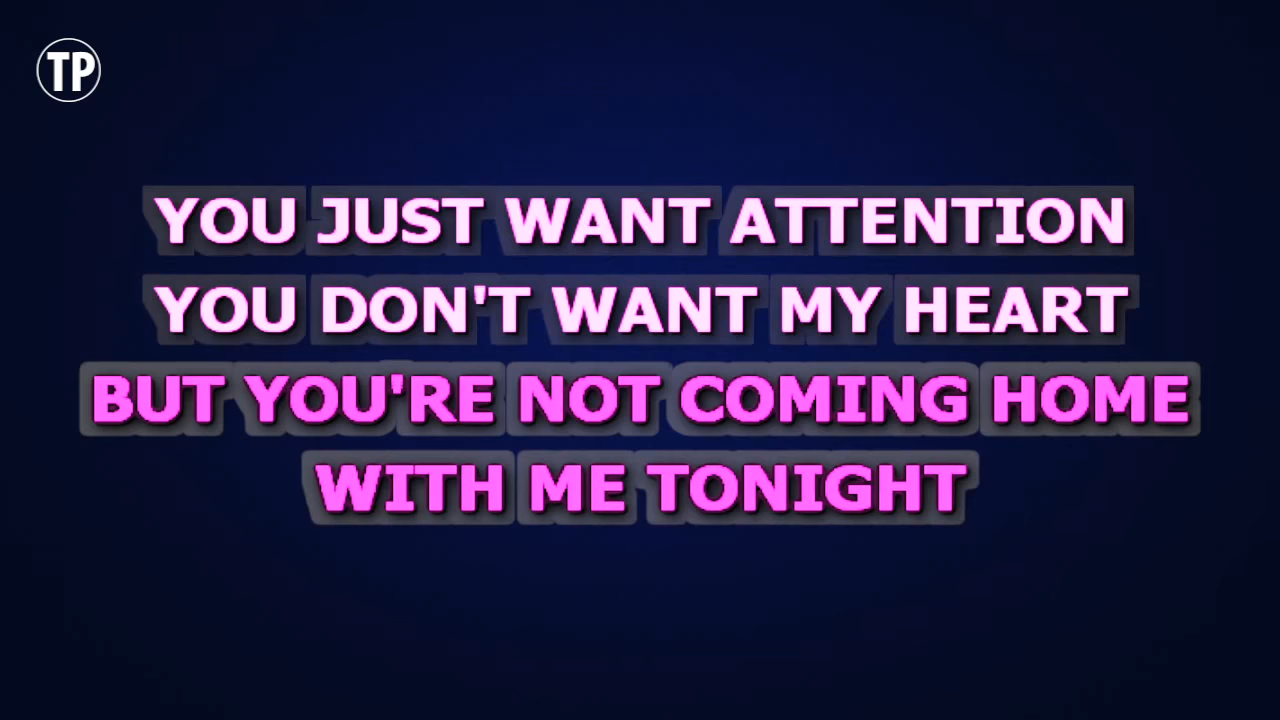 TP
YOU JUST WANT ATTENTION
YOU DON'T WANT MY HEART
BUT YOU'RE NOT COMING HOME
WITH ME TONIGHT